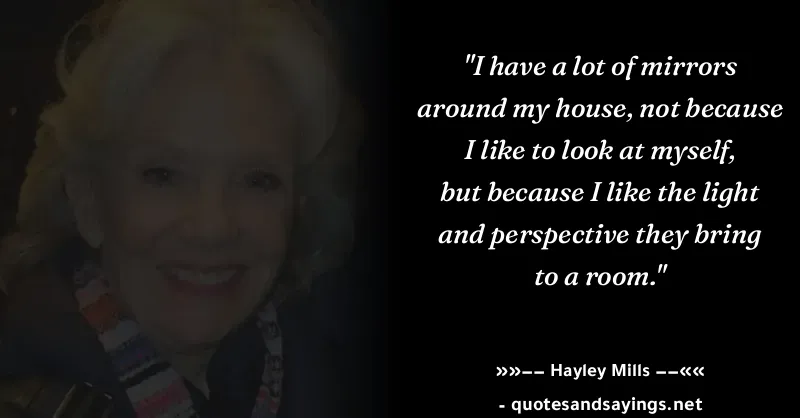 "I have a lot of mirrors
around my house, not because
I like to look at myself,
but because I like the light
and perspective they bring
to a room."
»»–– Hayley Mills ––««
- quotesandsayings.net